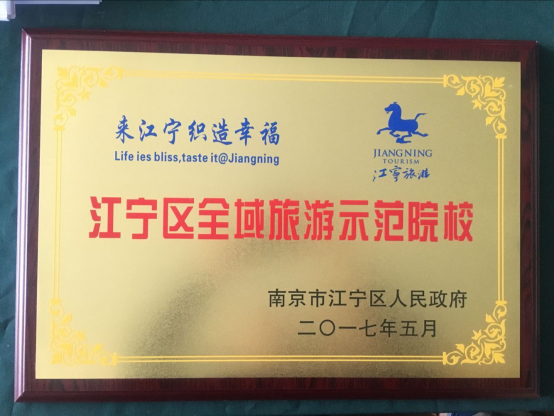 来江宁织造幸福
Life ies bliss,taste it@Jiangning
JIANGNING
TOURISM
江寧旅游
江宁区全域旅游示范院校
南京市江宁区人民政府
二〇一七年五月